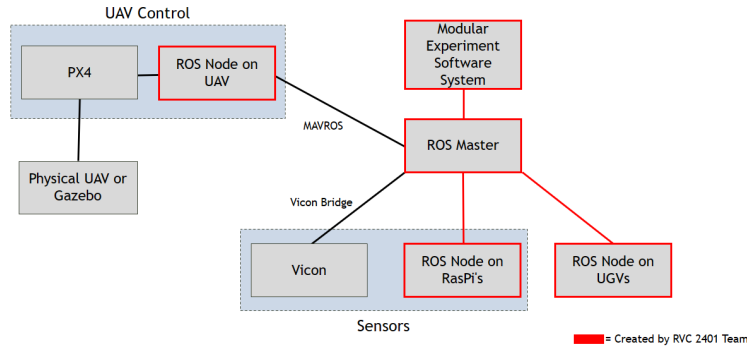 UAV Control
PX4
ROS Node on
UAV
Modular
Experiment
Software
System
MAVROS
ROS Master
Physical UAV or
Gazebo
Vicon Bridge
Vicon
ROS Node on
RasPi's
ROS Node on
UGVs
Sensors
= Created by RVC 2401 Team